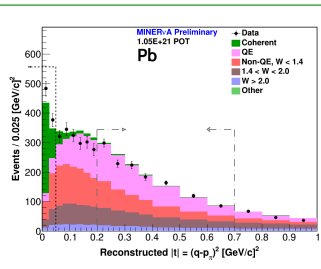 MINERνA Preliminary
1.05E+21 POT
Pb
Data
Coherent
QE
Non-QE, W < 1.4
1.4 < W < 2.0
W > 2.0
Other
Events / 0.025 [GeV/c]²
600
500
400
300
200
100
0
0 0.1 0.2 0.3 0.4 0.5 0.6 0.7 0.8 0.9 1
Reconstructed |t| = (q-pπ)² [GeV/c]²